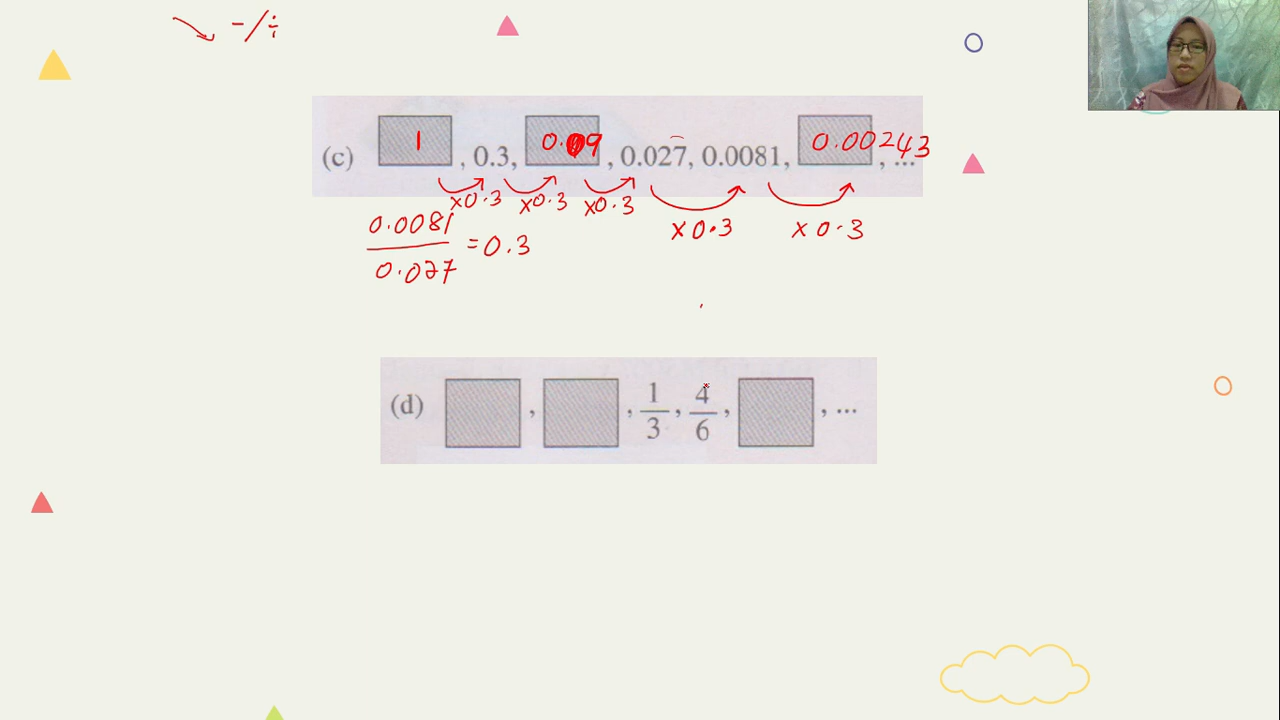 -/÷
(c) 1, 0.3, 0.09, 0.027, 0.0081, 0.00243, ...
×0.3 ×0.3 ×0.3 ×0.3 ×0.3
0.0081/0.027 = 0.3
(d) , , 1/3, 4/6, , ...